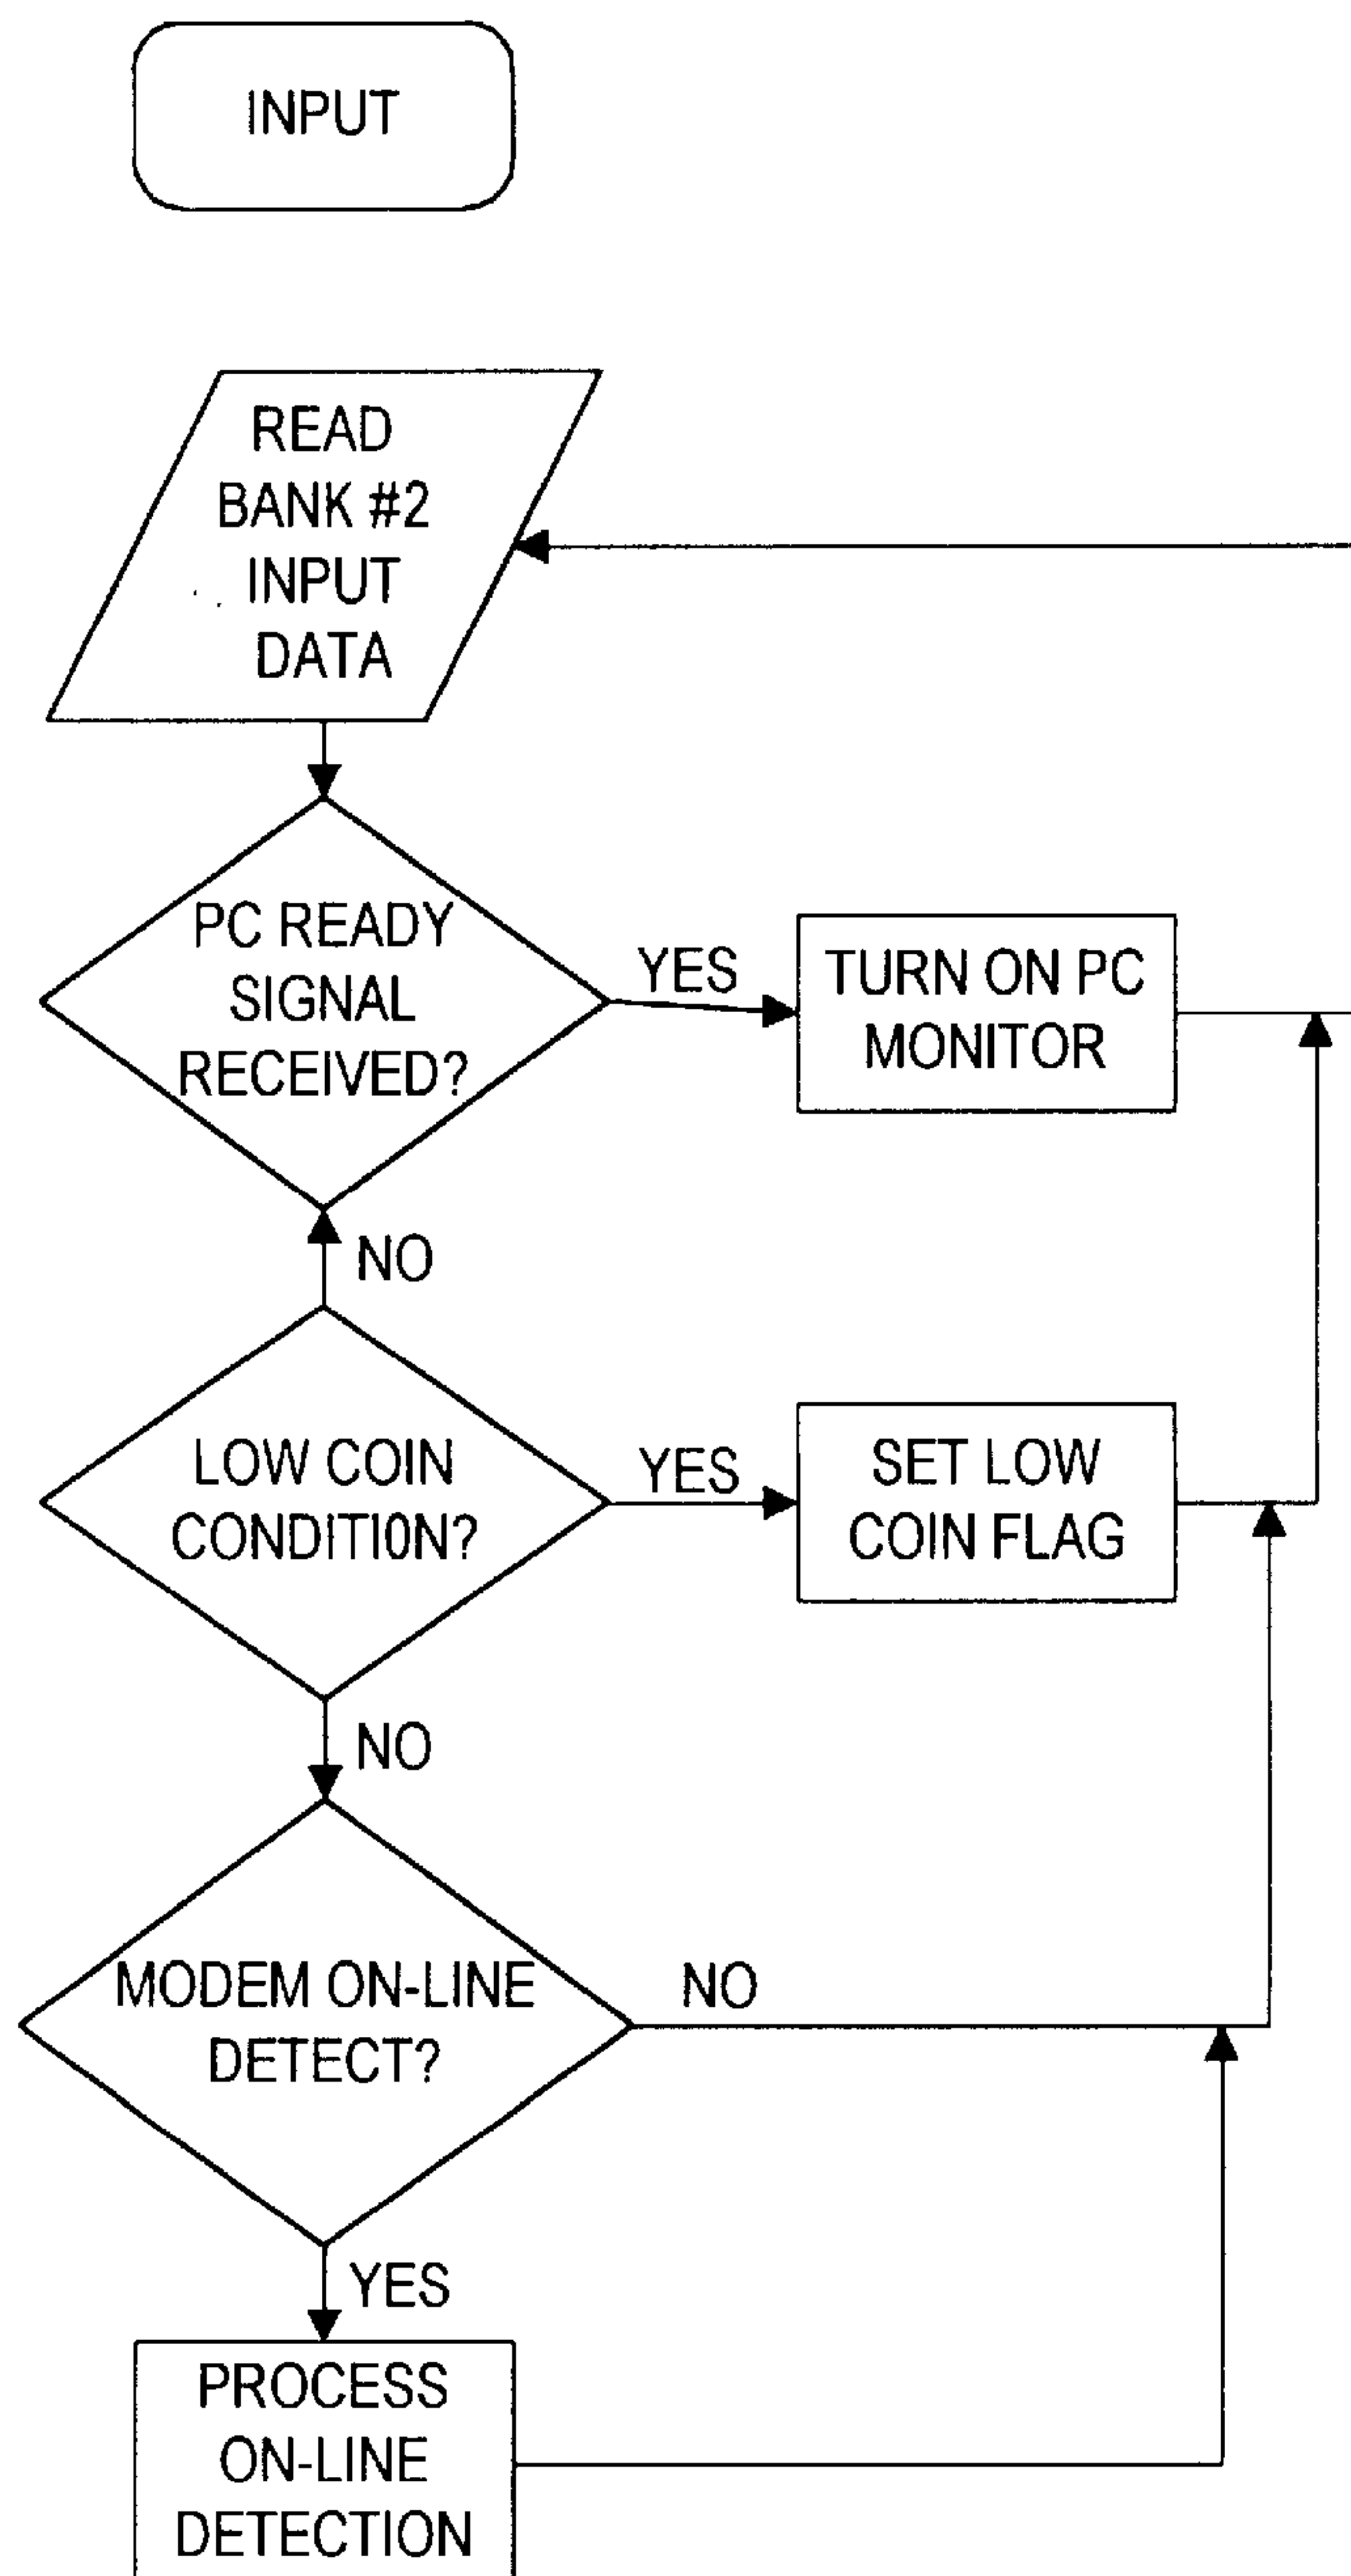 INPUT
READ
BANK #2
INPUT
DATA
PC READY
SIGNAL
RECEIVED?
YES
TURN ON PC
MONITOR
NO
LOW COIN
CONDITION?
YES
SET LOW
COIN FLAG
NO
MODEM ON-LINE
DETECT?
NO
YES
PROCESS
ON-LINE
DETECTION